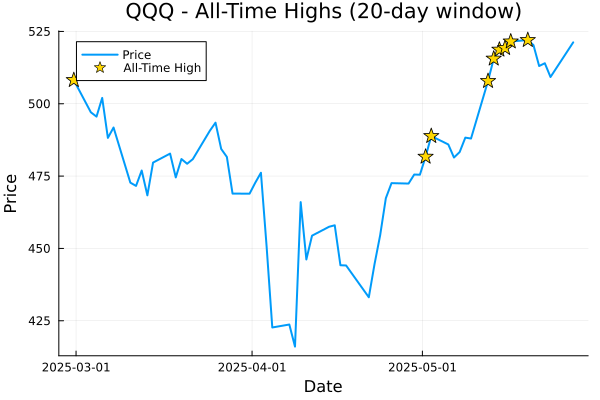 QQQ - All-Time Highs (20-day window)
525
500
475
450
425
Price
All-Time High
Price
2025-03-01
2025-04-01
2025-05-01
Date